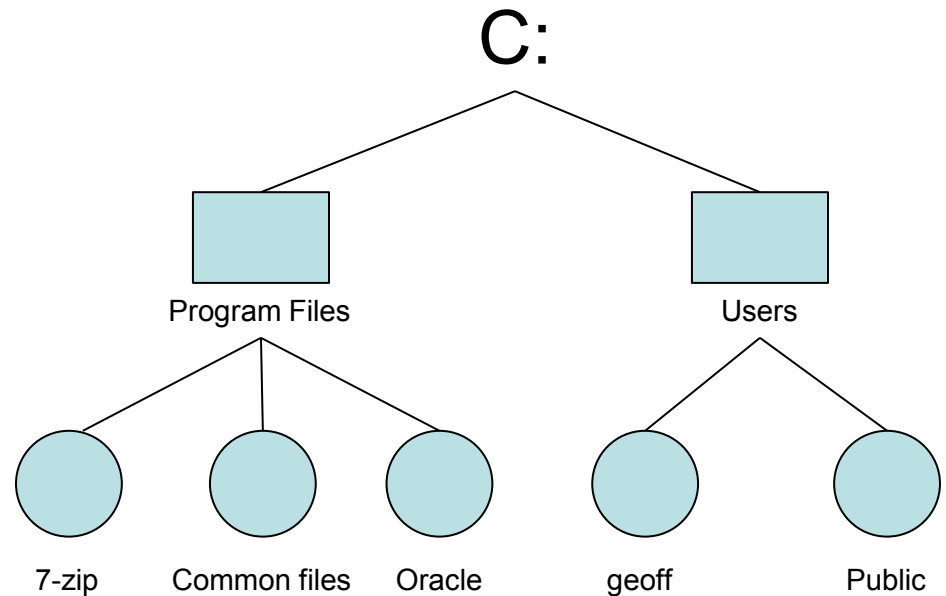 C:
Program Files
Users
7-zip
Common files
Oracle
geoff
Public